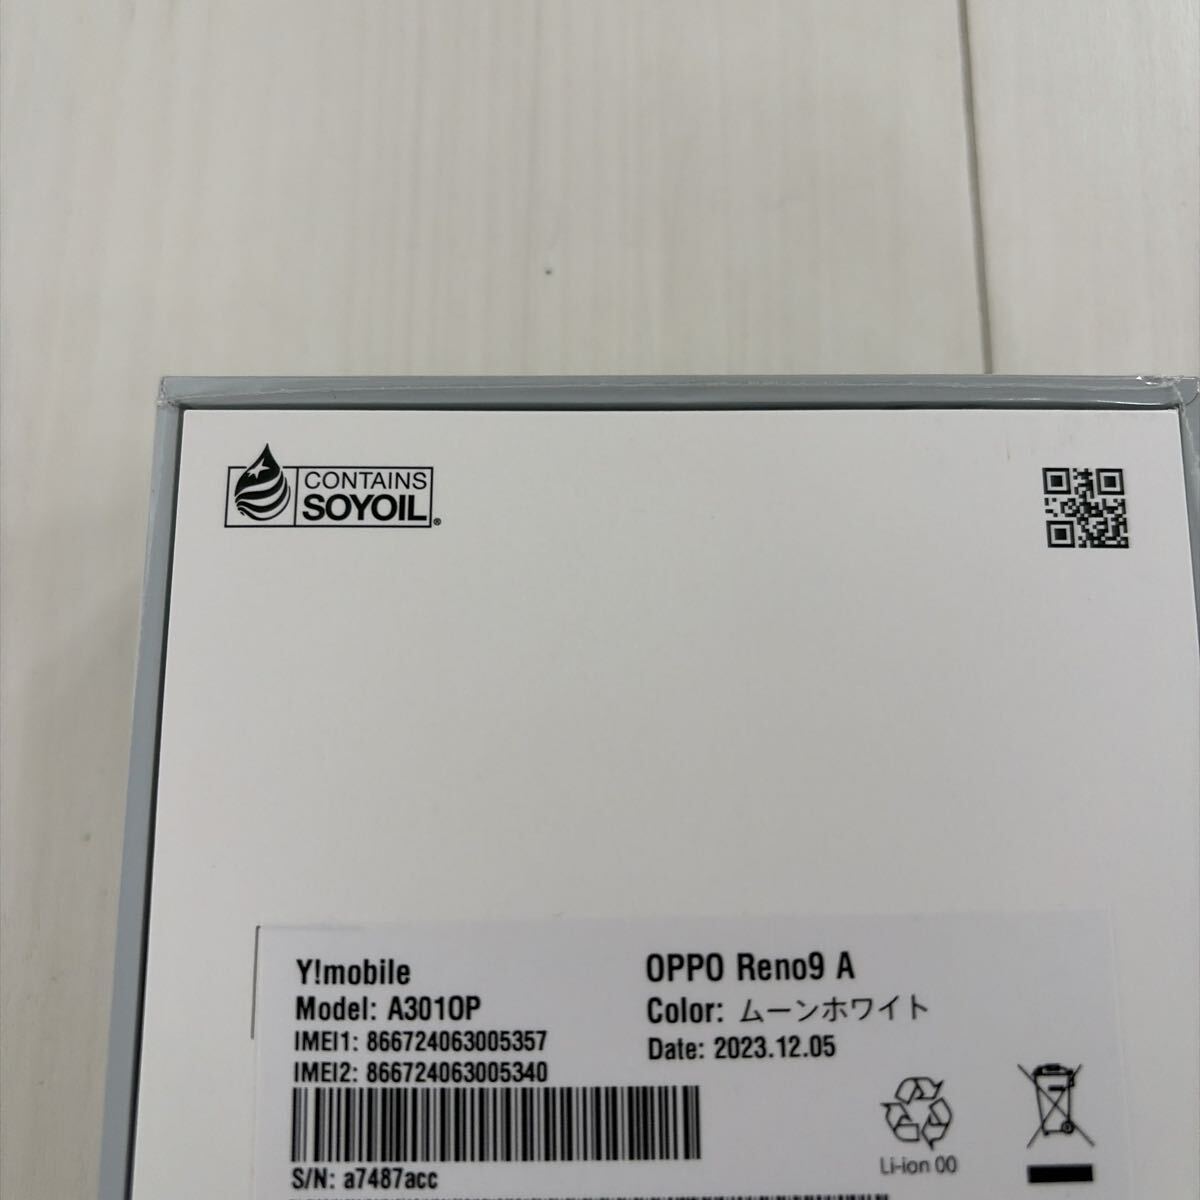 CONTAINS
SOYOIL®
Y!mobile
OPPO Reno9 A
Model: A301OP
Color: ムーンホワイト
IMEI1: 866724063005357
Date: 2023.12.05
IMEI2: 866724063005340
Li-ion 00
S/N: a7487acc